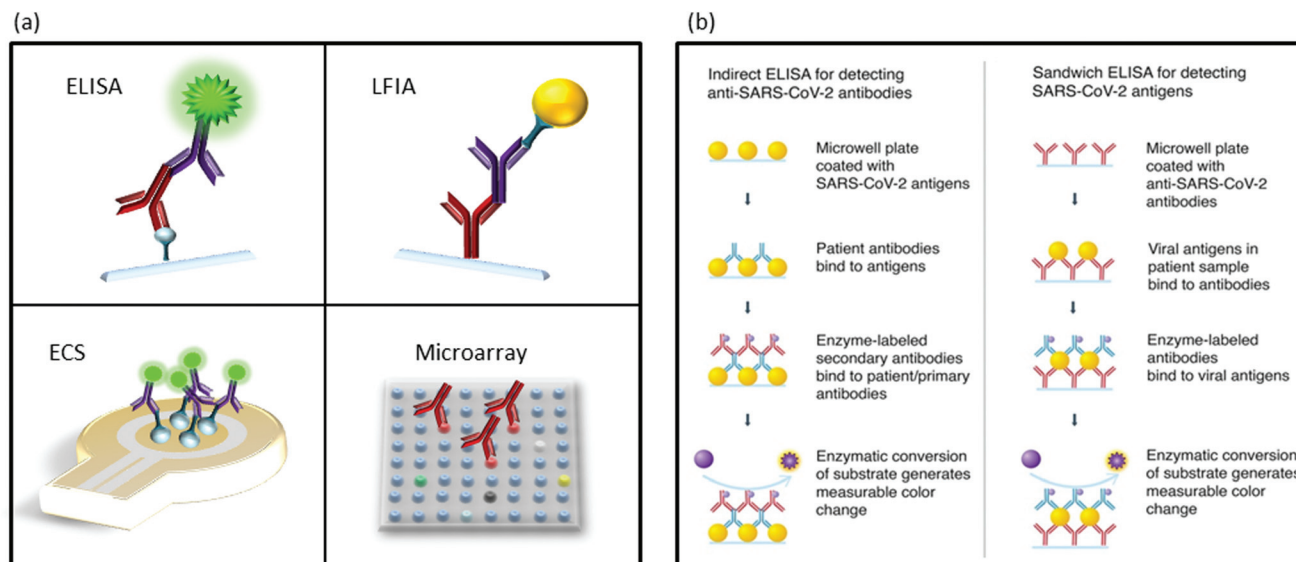 (a)
ELISA
LFIA
ECS
Microarray
(b)
Indirect ELISA for detecting
anti-SARS-CoV-2 antibodies
Microwell plate
coated with
SARS-CoV-2 antigens
Patient antibodies
bind to antigens
Enzyme-labeled
secondary antibodies
bind to patient/primary
antibodies
Enzymatic conversion
of substrate generates
measurable color
change
Sandwich ELISA for detecting
SARS-CoV-2 antigens
Microwell plate
coated with
anti-SARS-CoV-2
antibodies
Viral antigens in
patient sample
bind to antibodies
Enzyme-labeled
antibodies
bind to viral antigens
Enzymatic conversion
of substrate generates
measurable color
change